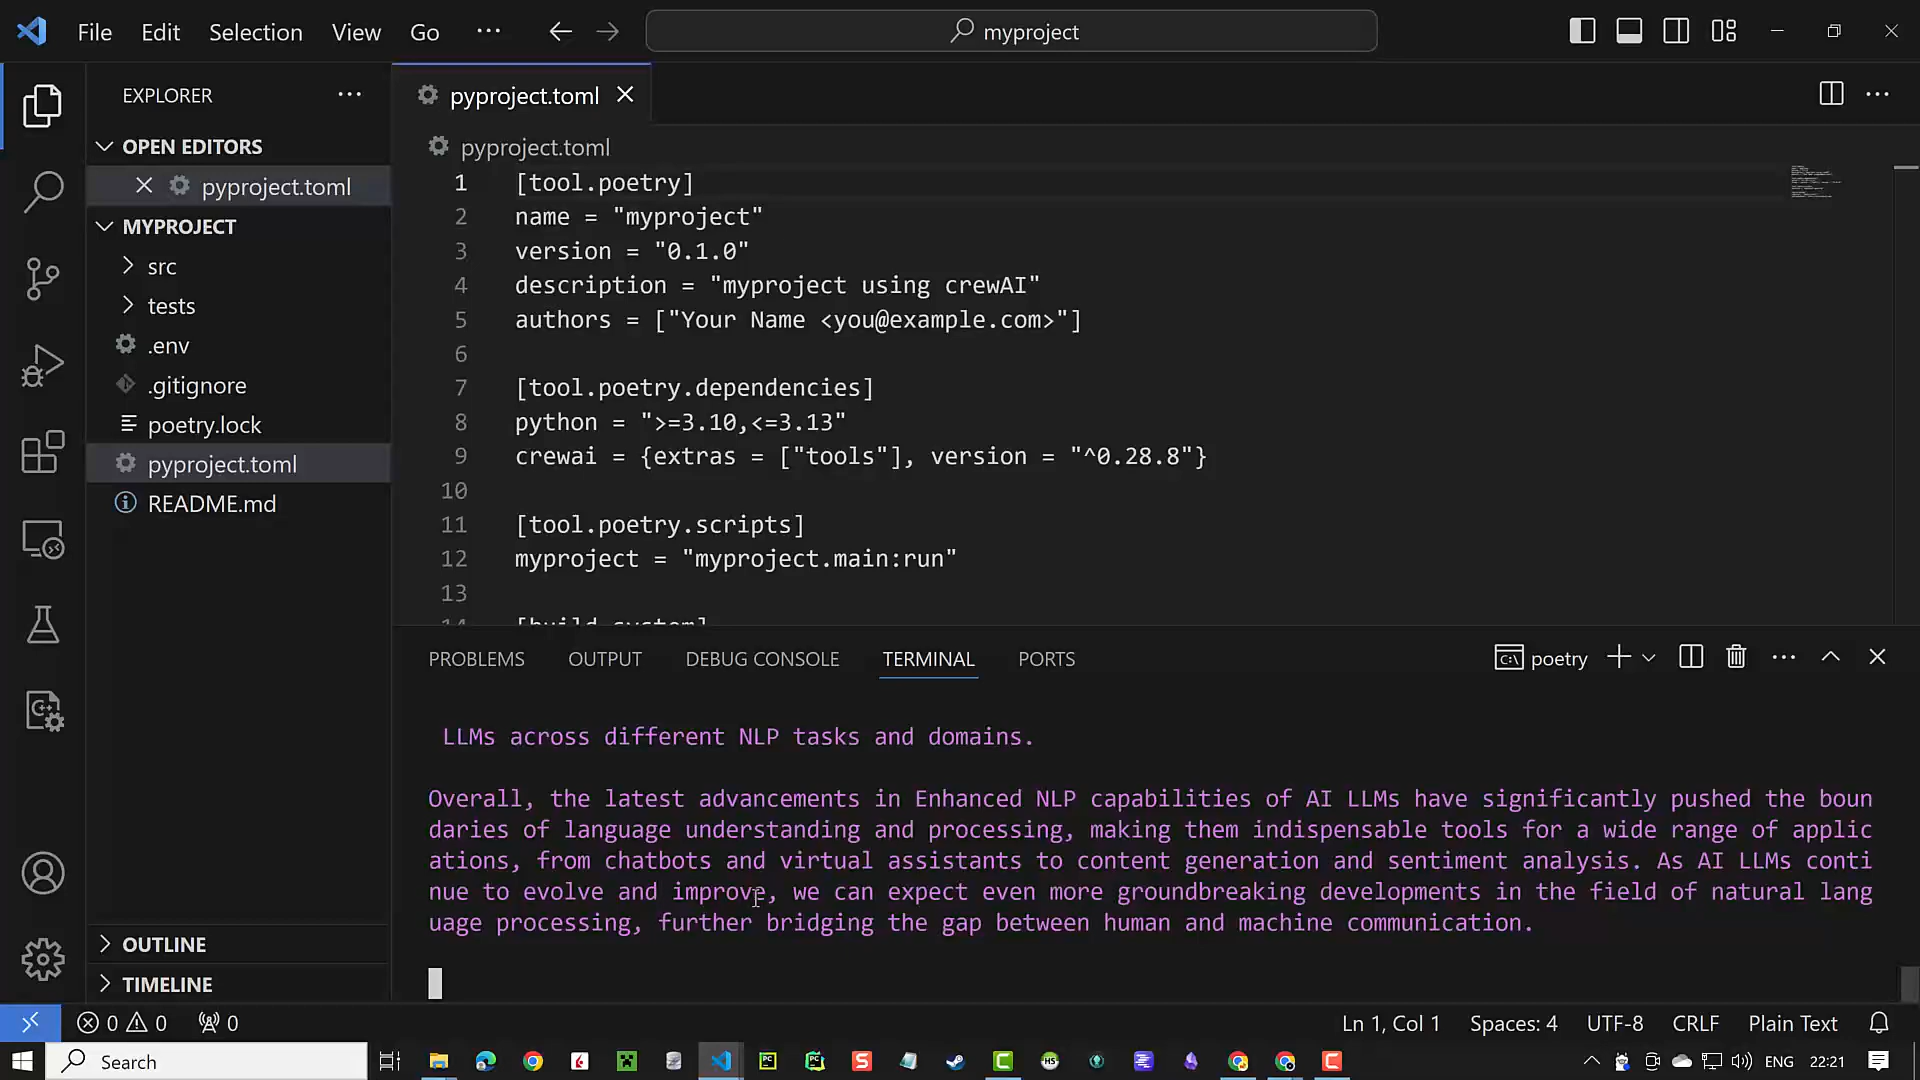 File Edit Selection View Go ··· myproject
EXPLORER ···
OPEN EDITORS
pyproject.toml
MYPROJECT
src
tests
.env
.gitignore
poetry.lock
pyproject.toml
README.md
OUTLINE
TIMELINE
pyproject.toml
pyproject.toml
1 [tool.poetry]
2 name = "myproject"
3 version = "0.1.0"
4 description = "myproject using crewAI"
5 authors = ["Your Name <you@example.com>"]
6
7 [tool.poetry.dependencies]
8 python = ">=3.10,<=3.13"
9 crewai = {extras = ["tools"], version = "^0.28.8"}
10
11 [tool.poetry.scripts]
12 myproject = "myproject.main:run"
13
14 [build-system]
PROBLEMS OUTPUT DEBUG CONSOLE TERMINAL PORTS poetry
LLMs across different NLP tasks and domains.
Overall, the latest advancements in Enhanced NLP capabilities of AI LLMs have significantly pushed the boun
daries of language understanding and processing, making them indispensable tools for a wide range of applic
ations, from chatbots and virtual assistants to content generation and sentiment analysis. As AI LLMs conti
nue to evolve and improve, we can expect even more groundbreaking developments in the field of natural lang
uage processing, further bridging the gap between human and machine communication.
0 0 0 Ln 1, Col 1 Spaces: 4 UTF-8 CRLF Plain Text
Search ENG 22:21